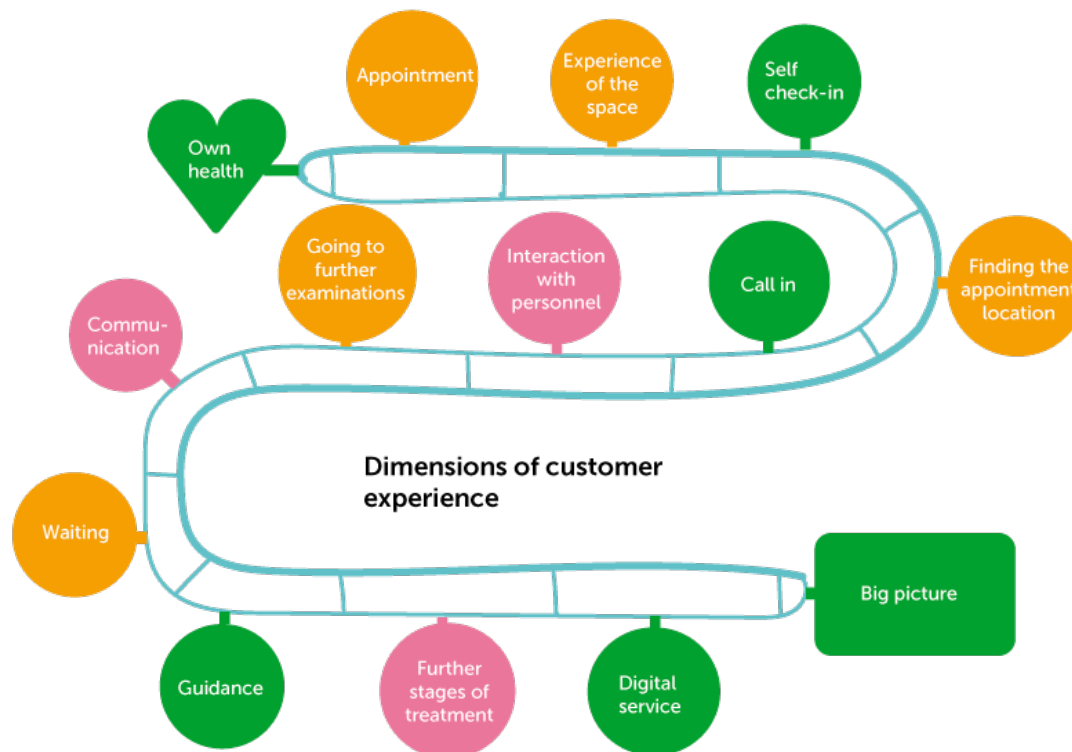 Own
health
Appointment
Experience
of the
space
Self
check-in
Finding the
appointment
location
Call in
Interaction
with
personnel
Going to
further
examinations
Commu-
nication
Waiting
Guidance
Further
stages of
treatment
Digital
service
Big picture
Dimensions of customer
experience